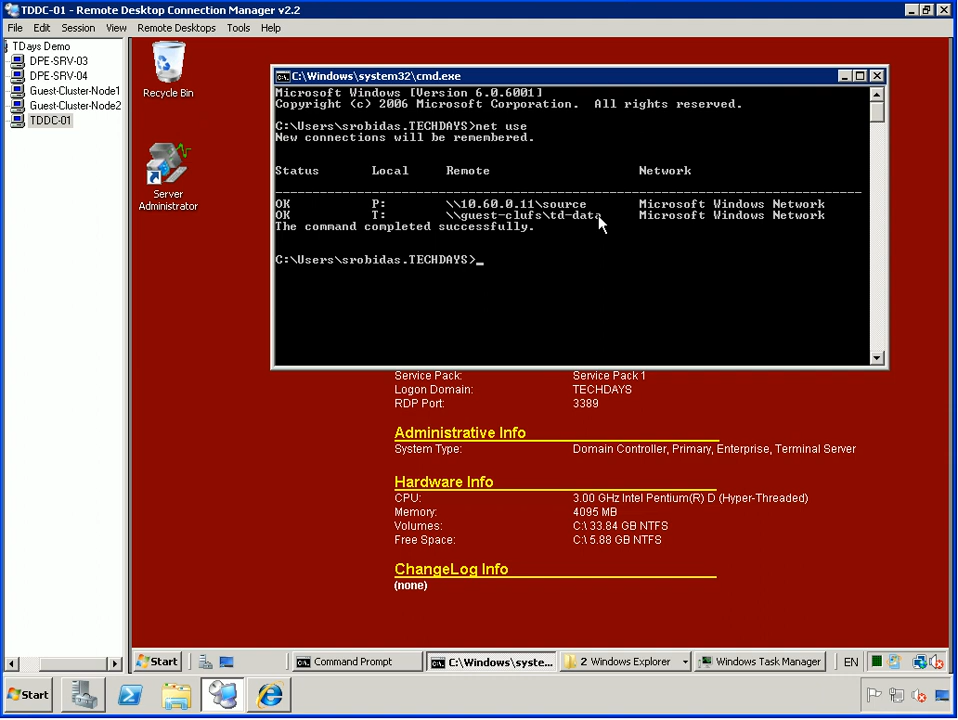 TDDC-01 - Remote Desktop Connection Manager v2.2
File Edit Session View Remote Desktops Tools Help
TDays Demo
DPE-SRV-03
DPE-SRV-04
Guest-Cluster-Node1
Guest-Cluster-Node2
TDDC-01
Recycle Bin
Server
Administrator
C:\Windows\system32\cmd.exe
Microsoft Windows [Version 6.0.6001]
Copyright (c) 2006 Microsoft Corporation.  All rights reserved.
C:\Users\srobidas.TECHDAYS>net use
New connections will be remembered.
Status Local Remote Network
-------------------------------------------------------------------------------
OK P: \\10.60.0.11\source Microsoft Windows Network
OK T: \\guest-clufs\td-data Microsoft Windows Network
The command completed successfully.
C:\Users\srobidas.TECHDAYS>_
Service Pack: Service Pack 1
Logon Domain: TECHDAYS
RDP Port: 3389
Administrative Info
System Type: Domain Controller, Primary, Enterprise, Terminal Server
Hardware Info
CPU: 3.00 GHz Intel Pentium(R) D (Hyper-Threaded)
Memory: 4095 MB
Volumes: C:\ 33.84 GB NTFS
Free Space: C:\ 5.88 GB NTFS
ChangeLog Info
(none)
Start Command Prompt C:\Windows\syste... 2 Windows Explorer Windows Task Manager EN
Start